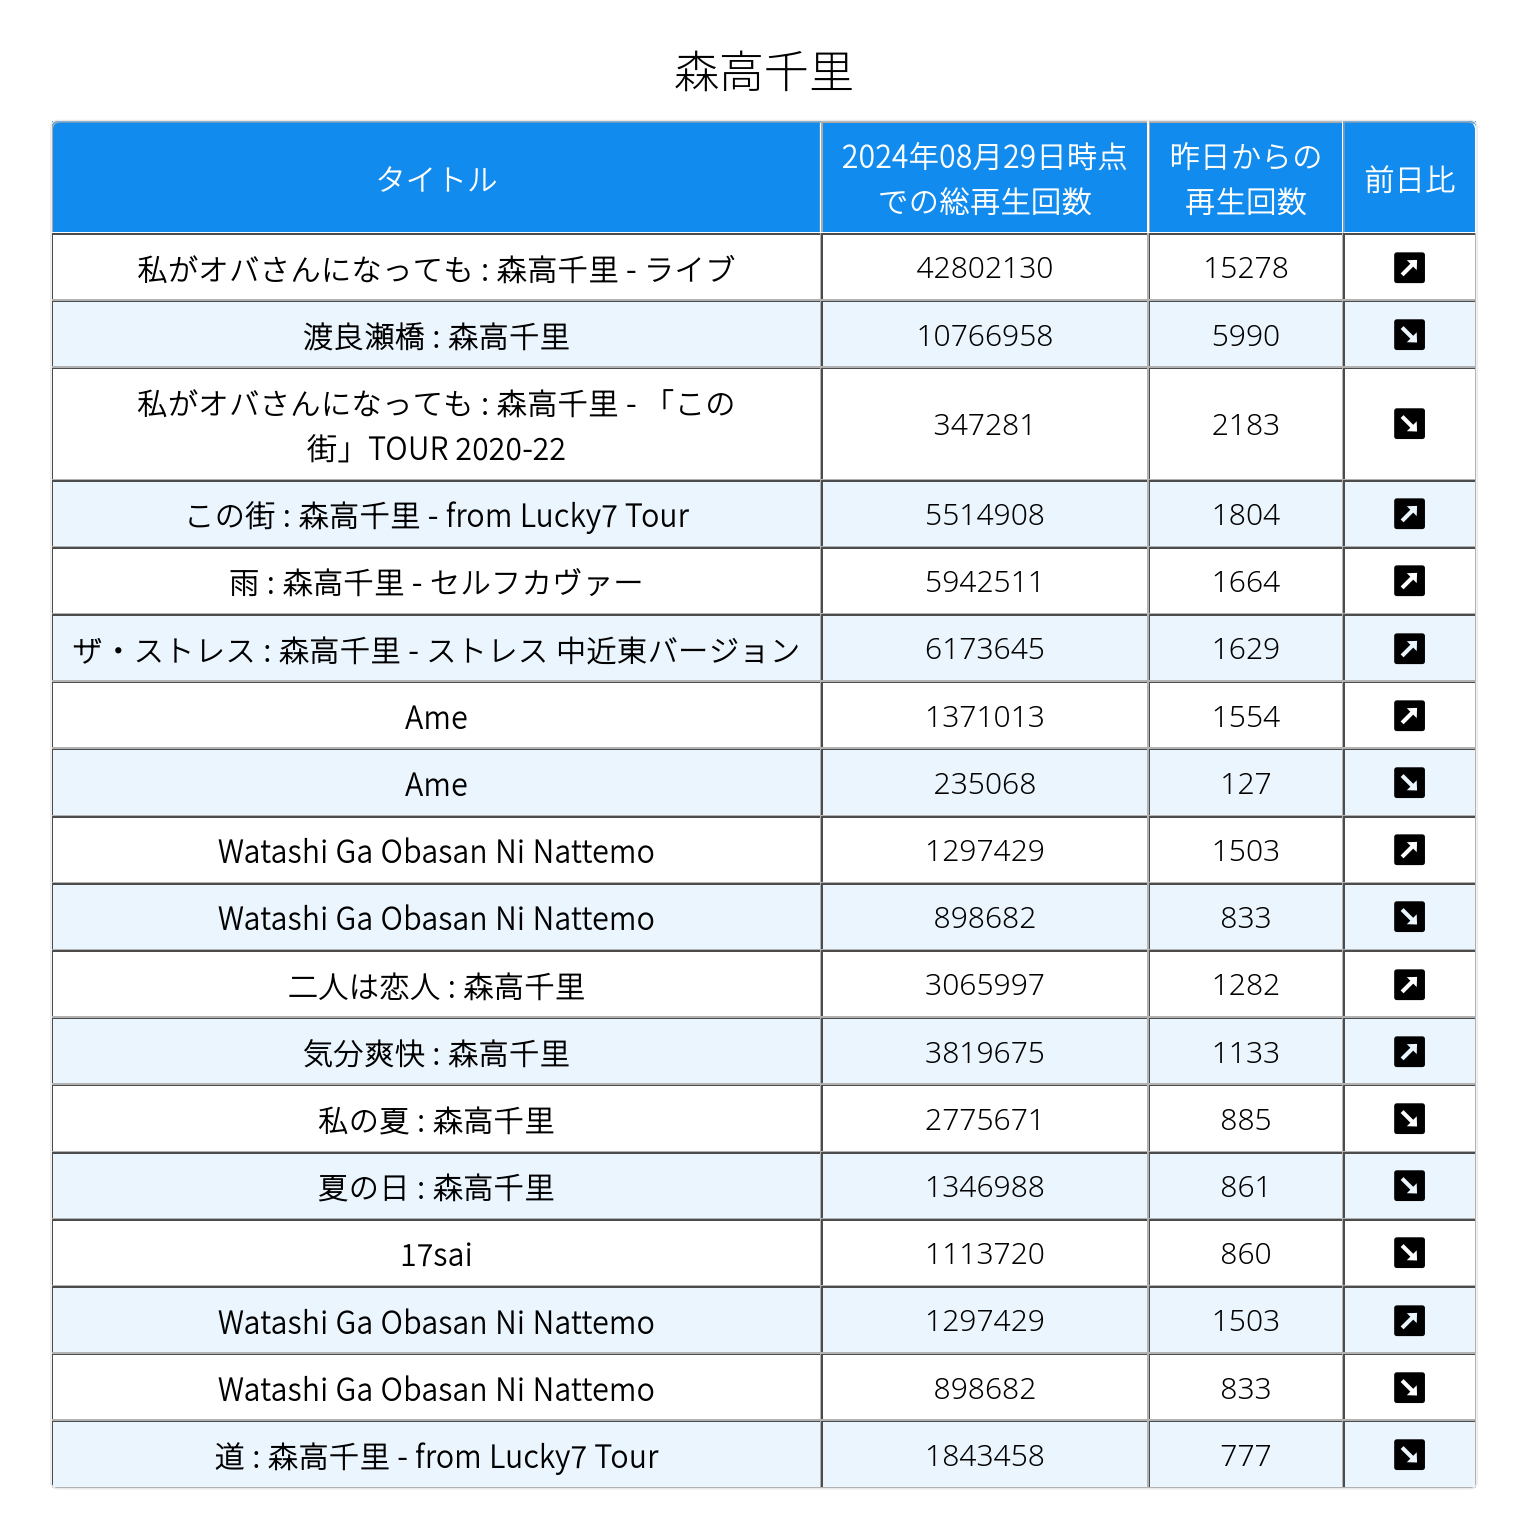 森高千里
タイトル
2024年08月29日時点
での総再生回数
昨日からの
再生回数
前日比
私がオバさんになっても : 森高千里 - ライブ 42802130 15278 ↗
渡良瀬橋 : 森高千里 10766958 5990 ↘
私がオバさんになっても : 森高千里 - 「この
街」TOUR 2020-22 347281 2183 ↘
この街 : 森高千里 - from Lucky7 Tour 5514908 1804 ↗
雨 : 森高千里 - セルフカヴァー 5942511 1664 ↗
ザ・ストレス : 森高千里 - ストレス 中近東バージョン 6173645 1629 ↗
Ame 1371013 1554 ↗
Ame 235068 127 ↘
Watashi Ga Obasan Ni Nattemo 1297429 1503 ↗
Watashi Ga Obasan Ni Nattemo 898682 833 ↘
二人は恋人 : 森高千里 3065997 1282 ↗
気分爽快 : 森高千里 3819675 1133 ↗
私の夏 : 森高千里 2775671 885 ↘
夏の日 : 森高千里 1346988 861 ↘
17sai 1113720 860 ↘
Watashi Ga Obasan Ni Nattemo 1297429 1503 ↗
Watashi Ga Obasan Ni Nattemo 898682 833 ↘
道 : 森高千里 - from Lucky7 Tour 1843458 777 ↘